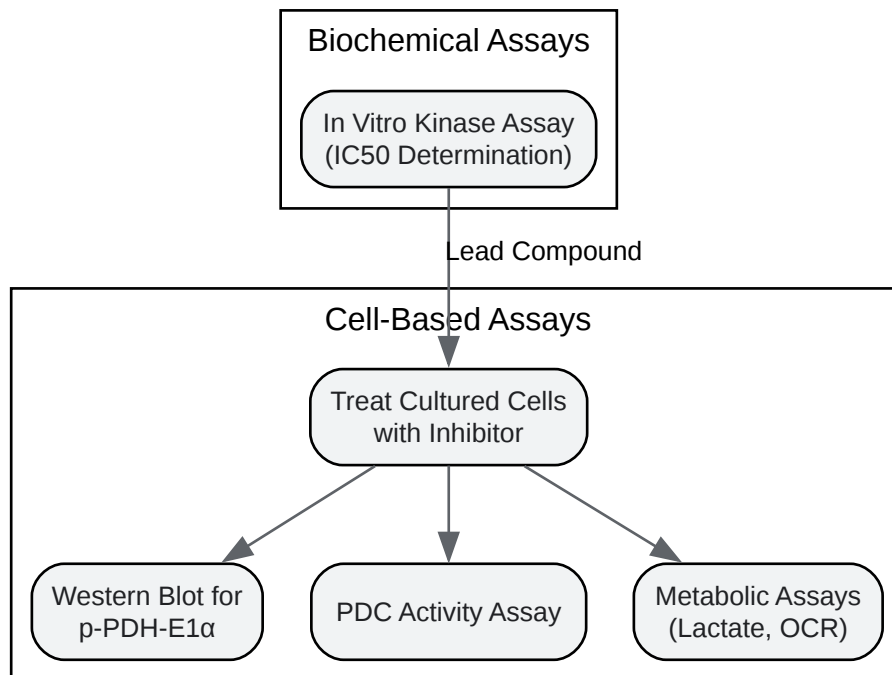 Biochemical Assays
In Vitro Kinase Assay
(IC50 Determination)
Lead Compound
Cell-Based Assays
Treat Cultured Cells
with Inhibitor
Western Blot for
p-PDH-E1α
PDC Activity Assay
Metabolic Assays
(Lactate, OCR)